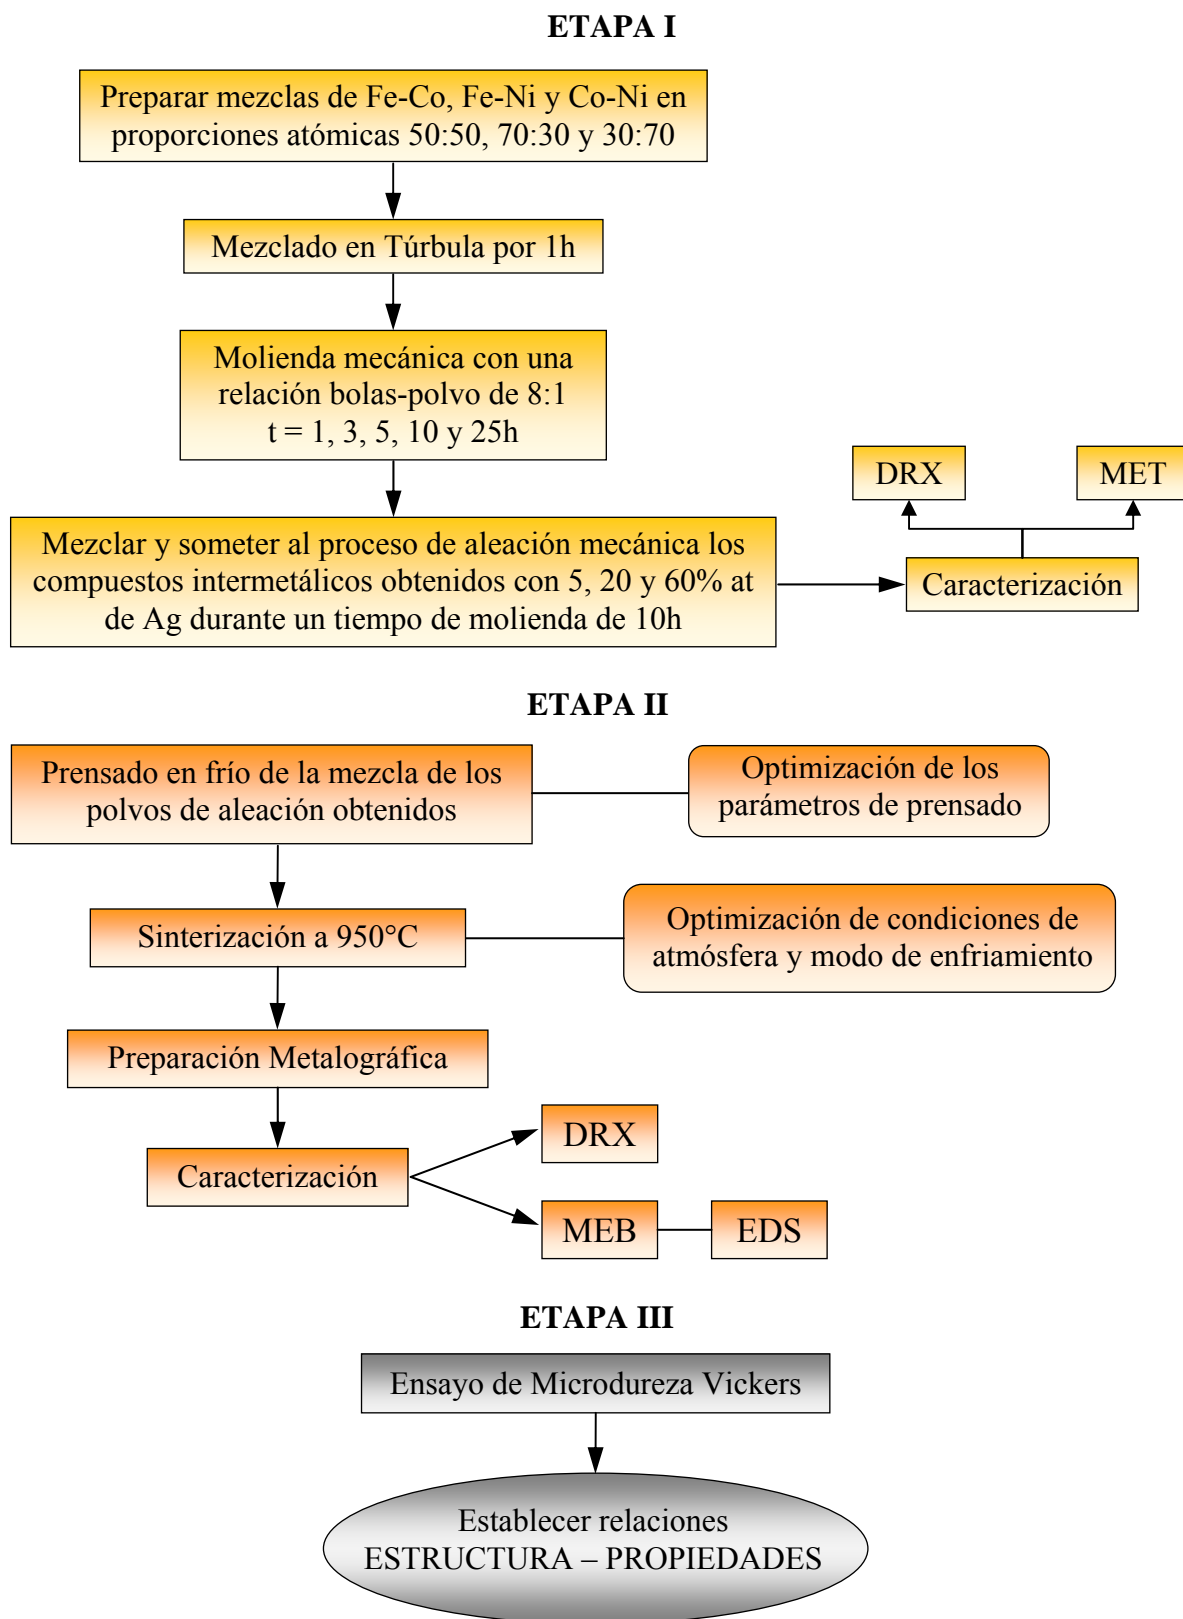 ETAPA I
Preparar mezclas de Fe-Co, Fe-Ni y Co-Ni en
proporciones atómicas 50:50, 70:30 y 30:70
Mezclado en Túrbula por 1h
Molienda mecánica con una
relación bolas-polvo de 8:1
t = 1, 3, 5, 10 y 25h
DRX
MET
Mezclar y someter al proceso de aleación mecánica los
compuestos intermetálicos obtenidos con 5, 20 y 60% at
de Ag durante un tiempo de molienda de 10h
Caracterización
ETAPA II
Prensado en frío de la mezcla de los
polvos de aleación obtenidos
Optimización de los
parámetros de prensado
Sinterización a 950°C
Optimización de condiciones de
atmósfera y modo de enfriamiento
Preparación Metalográfica
Caracterización
DRX
MEB
EDS
ETAPA III
Ensayo de Microdureza Vickers
Establecer relaciones
ESTRUCTURA – PROPIEDADES